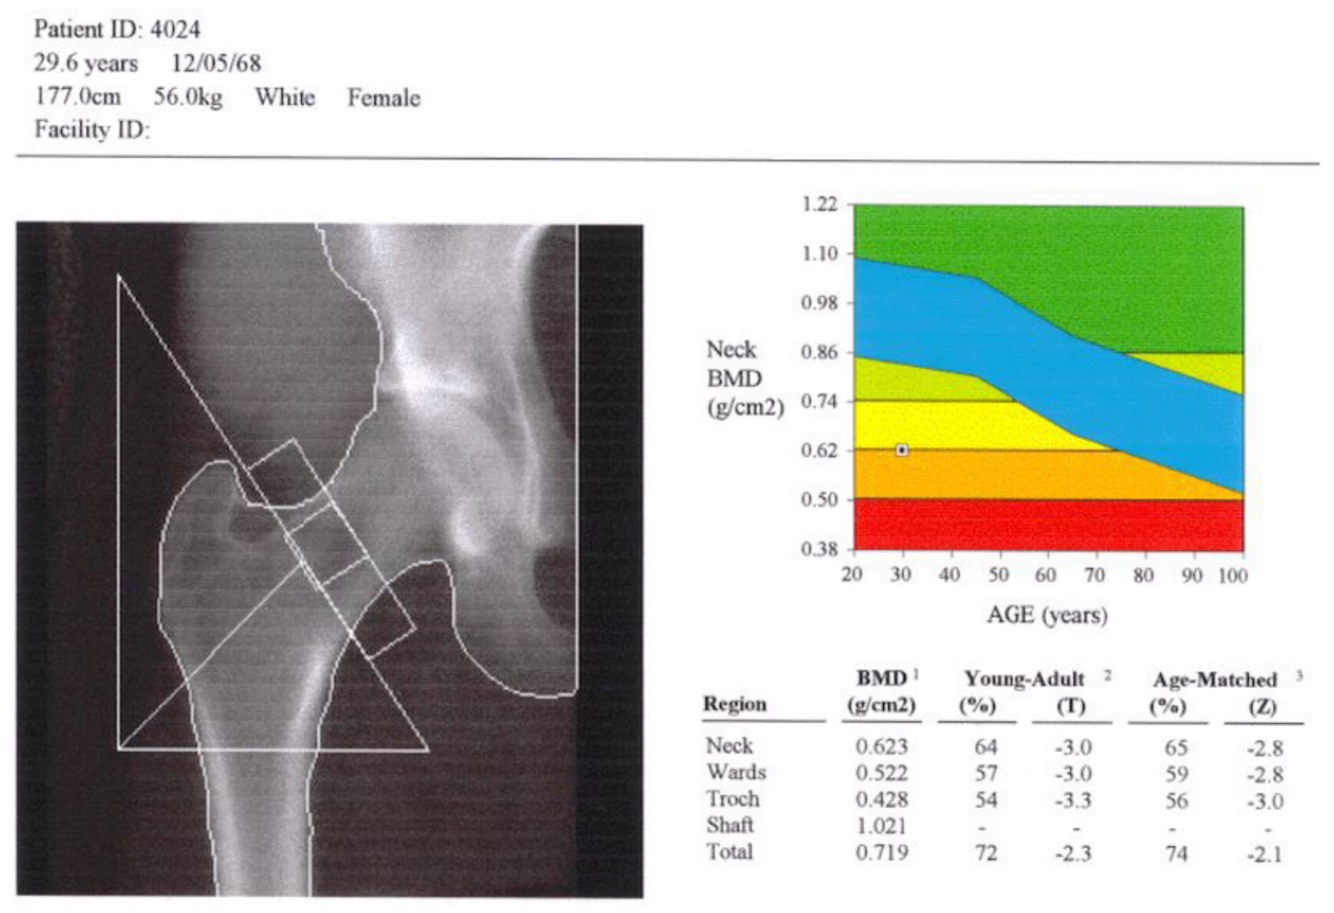 Patient ID: 4024
29.6 years 12/05/68
177.0cm 56.0kg White Female
Facility ID:
1.22
1.10
0.98
Neck 0.86
BMD
(g/cm2) 0.74
0.62
0.50
0.38
20 30 40 50 60 70 80 90 100
AGE (years)
BMD 1 Young-Adult 2 Age-Matched 3
Region (g/cm2) (%) (T) (%) (Z)
Neck 0.623 64 -3.0 65 -2.8
Wards 0.522 57 -3.0 59 -2.8
Troch 0.428 54 -3.3 56 -3.0
Shaft 1.021 - - - -
Total 0.719 72 -2.3 74 -2.1